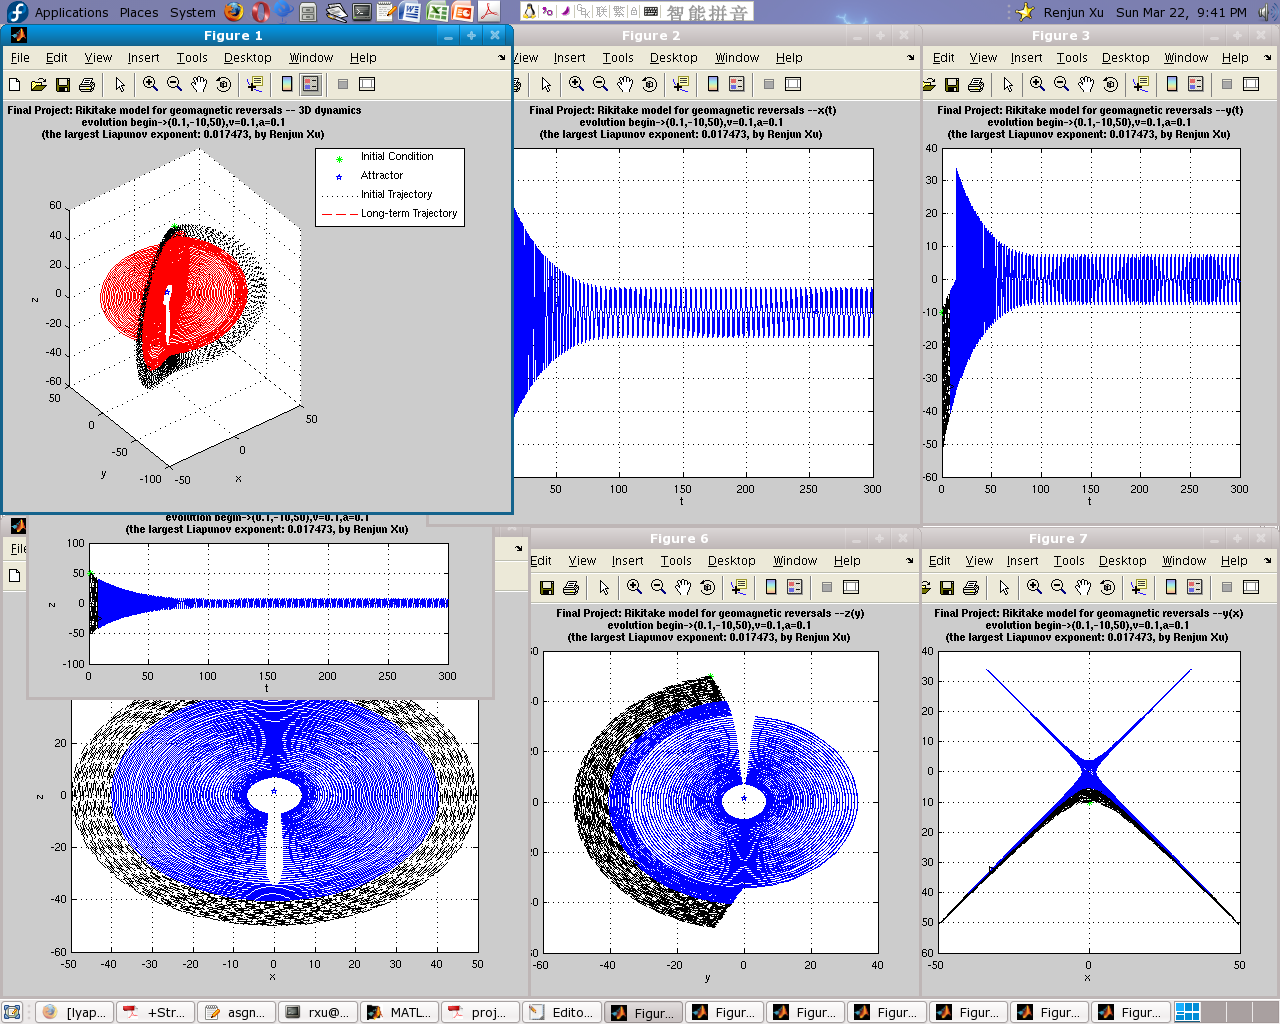 Applications Places System
智能拼音
Renjun Xu Sun Mar 22, 9:41 PM
Figure 1
File Edit View Insert Tools Desktop Window Help
Final Project: Rikitake model for geomagnetic reversals -- 3D dynamics
evolution begin->(0.1,-10,50),v=0.1,a=0.1
(the largest Liapunov exponent: 0.017473, by Renjun Xu)
Initial Condition
Attractor
Initial Trajectory
Long-term Trajectory
60
40
20
0
-20
-40
-60
z
50
0
-50
-100
y
-50
0
50
x
Figure 2
View Insert Tools Desktop Window Help
Final Project: Rikitake model for geomagnetic reversals --x(t)
evolution begin->(0.1,-10,50),v=0.1,a=0.1
(the largest Liapunov exponent: 0.017473, by Renjun Xu)
50 100 150 200 250 300
t
Figure 3
Edit View Insert Tools Desktop Window Help
Final Project: Rikitake model for geomagnetic reversals --y(t)
evolution begin->(0.1,-10,50),v=0.1,a=0.1
(the largest Liapunov exponent: 0.017473, by Renjun Xu)
40
30
20
10
0
-10
-20
-30
-40
-50
-60
0 50 100 150 200 250 300
t
File
evolution begin->(0.1,-10,50),v=0.1,a=0.1
(the largest Liapunov exponent: 0.017473, by Renjun Xu)
100
50
0
-50
-100
z
0 50 100 150 200 250 300
t
20
0
-20
-40
-60
z
-50 -40 -30 -20 -10 0 10 20 30 40 50
x
Figure 6
Edit View Insert Tools Desktop Window Help
Final Project: Rikitake model for geomagnetic reversals --z(y)
evolution begin->(0.1,-10,50),v=0.1,a=0.1
(the largest Liapunov exponent: 0.017473, by Renjun Xu)
60
40
20
0
20
40
60
-60 -40 -20 0 20 40
y
Figure 7
Edit View Insert Tools Desktop Window Help
Final Project: Rikitake model for geomagnetic reversals --y(x)
evolution begin->(0.1,-10,50),v=0.1,a=0.1
(the largest Liapunov exponent: 0.017473, by Renjun Xu)
40
30
20
10
0
10
20
30
40
50
60
-50 0 50
x
[lyap... +Str... asgn... rxu@... MATL... proj... Edito... Figur... Figur... Figur... Figur... Figur... Figur... Figur...